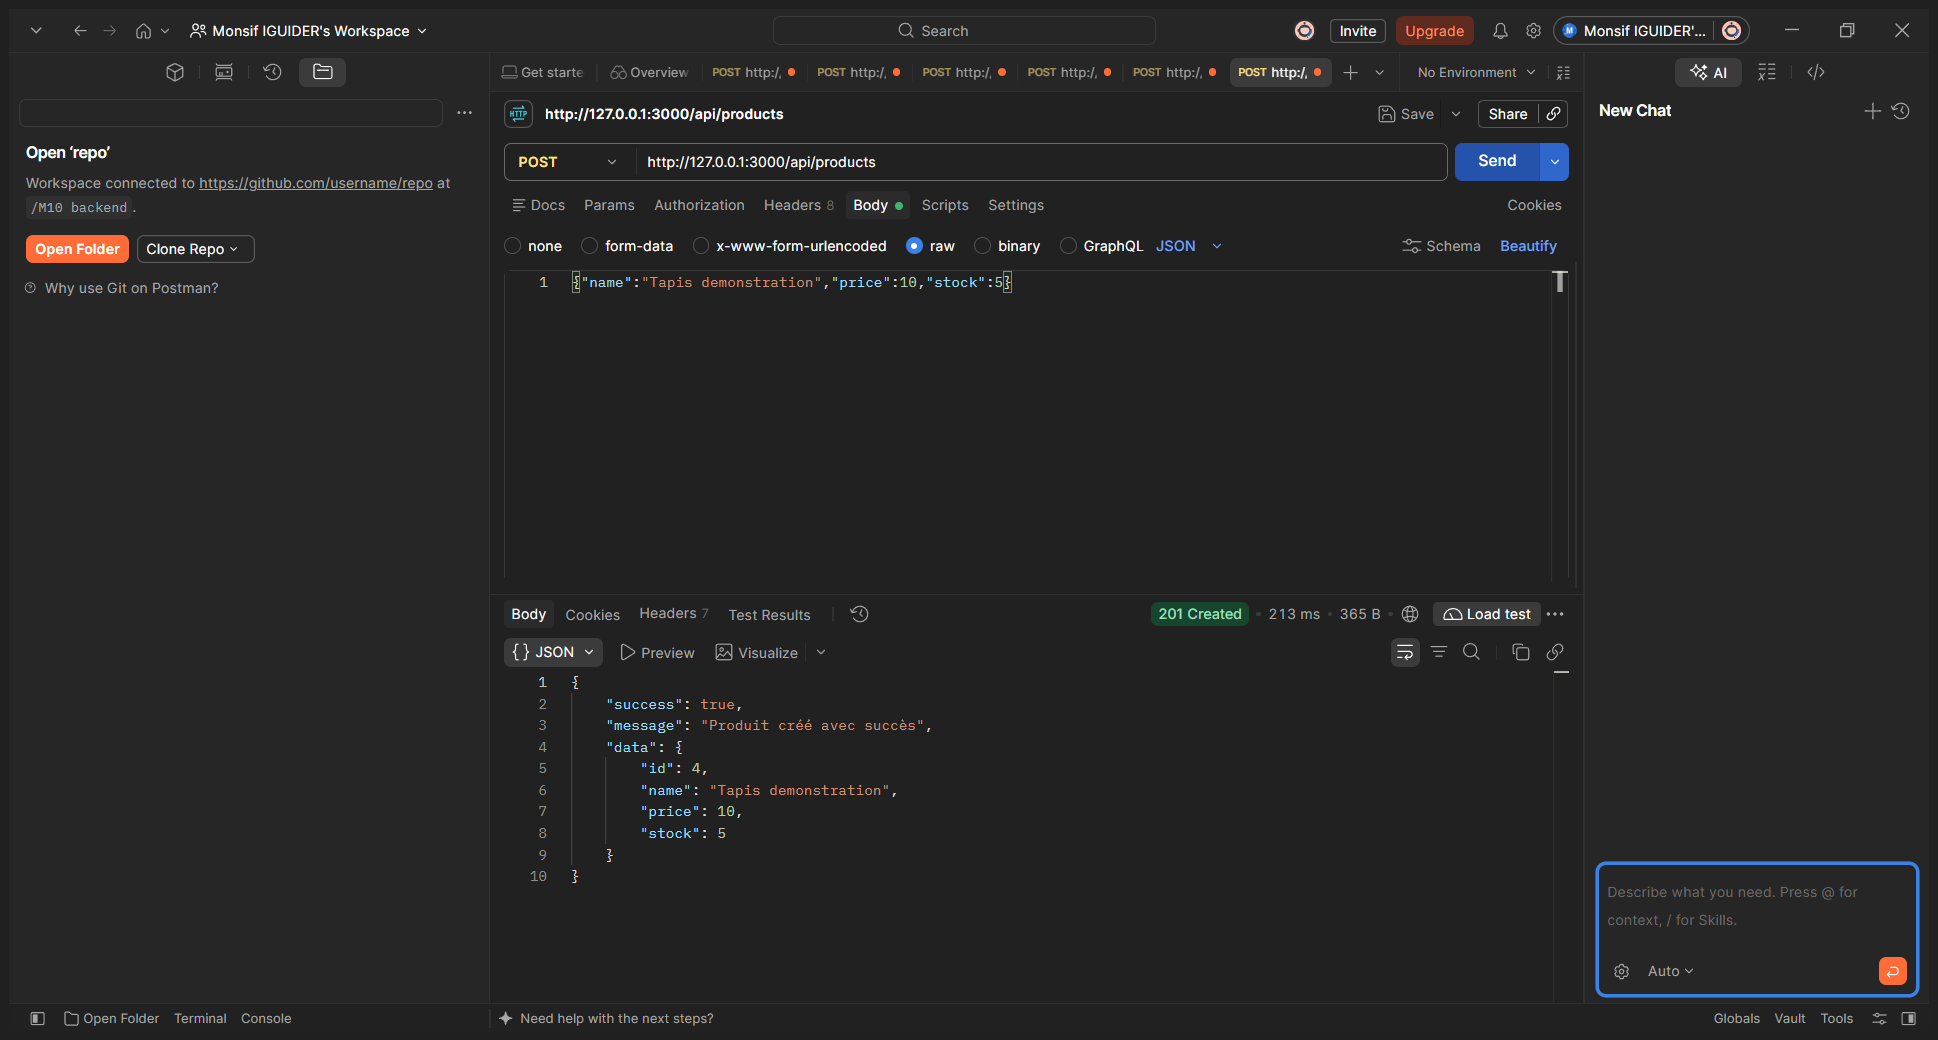 Monsif IGUIDER's Workspace
Search
Invite
Upgrade
M
Monsif IGUIDER'...
Get starte
Overview
POST http:/,
POST http:/,
POST http:/,
POST http:/,
POST http:/,
POST http:/,
No Environment
AI
Open ‘repo’
Workspace connected to https://github.com/username/repo at
/M10 backend.
Open Folder
Clone Repo
Why use Git on Postman?
HTTP
http://127.0.0.1:3000/api/products
Save
Share
POST
http://127.0.0.1:3000/api/products
Send
Docs
Params
Authorization
Headers 8
Body
Scripts
Settings
Cookies
none
form-data
x-www-form-urlencoded
raw
binary
GraphQL
JSON
Schema
Beautify
1 {"name":"Tapis demonstration","price":10,"stock":5}
Body
Cookies
Headers 7
Test Results
201 Created
213 ms
365 B
Load test
{} JSON
Preview
Visualize
1 {
2 "success": true,
3 "message": "Produit créé avec succès",
4 "data": {
5 "id": 4,
6 "name": "Tapis demonstration",
7 "price": 10,
8 "stock": 5
9 }
10 }
New Chat
Describe what you need. Press @ for
context, / for Skills.
Auto
Open Folder
Terminal
Console
Need help with the next steps?
Globals
Vault
Tools